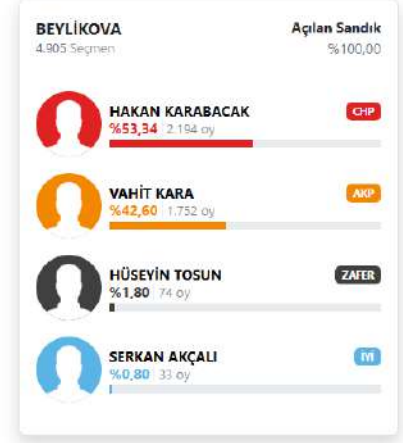 BEYLİKOVA
4.905 Seçmen
Açılan Sandık
%100,00
HAKAN KARABACAK
CHP
%53,34 2.194 oy
VAHİT KARA
AKP
%42,60 1.752 oy
HÜSEYİN TOSUN
ZAFER
%1,80 74 oy
SERKAN AKÇALI
İYİ
%0,80 33 oy